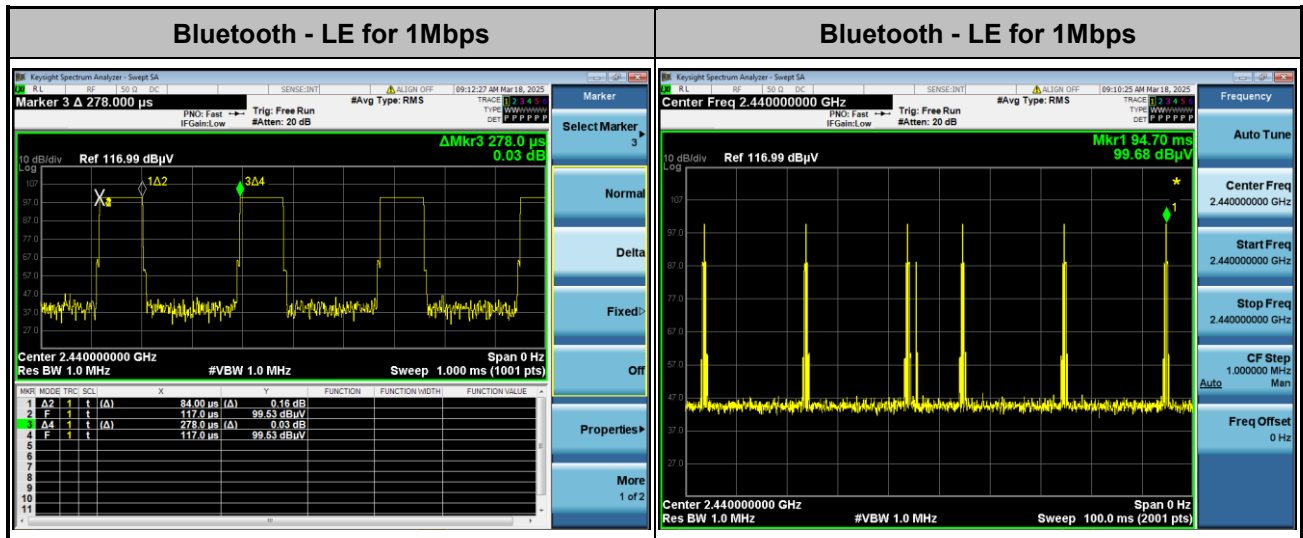 Bluetooth - LE for 1Mbps
Keysight Spectrum Analyzer - Swept SA
RL RF 50 Ω DC SENSE:INT ALIGN OFF 09:12:27 AM Mar 18, 2025
Marker 3 Δ 278.000 µs
PNO: Fast
IFGain:Low
Trig: Free Run
#Atten: 20 dB
#Avg Type: RMS
TRACE 1 2 3 4 5 6
TYPE
DET P P P P P P
ΔMkr3 278.0 µs
0.03 dB
10 dB/div Ref 116.99 dBµV
Log
107
97.0
87.0
77.0
67.0
57.0
47.0
37.0
27.0
1Δ2
3Δ4
Center 2.440000000 GHz Span 0 Hz
Res BW 1.0 MHz #VBW 1.0 MHz Sweep 1.000 ms (1001 pts)
MKR MODE TRC SCL X Y FUNCTION FUNCTION WIDTH FUNCTION VALUE
1 Δ2 1 t (Δ) 84.00 µs (Δ) 0.16 dB
2 F 1 t 117.0 µs 99.53 dBµV
3 Δ4 1 t (Δ) 278.0 µs (Δ) 0.03 dB
4 F 1 t 117.0 µs 99.53 dBµV
5
6
7
8
9
10
11
Marker
Select Marker
3
Normal
Delta
Fixed
Off
Properties
More
1 of 2
Bluetooth - LE for 1Mbps
Keysight Spectrum Analyzer - Swept SA
RL RF 50 Ω DC SENSE:INT ALIGN OFF 09:10:25 AM Mar 18, 2025
Center Freq 2.440000000 GHz
PNO: Fast
IFGain:Low
Trig: Free Run
#Atten: 20 dB
#Avg Type: RMS
TRACE 1 2 3 4 5 6
TYPE
DET P P P P P P
Mkr1 94.70 ms
99.68 dBµV
10 dB/div Ref 116.99 dBµV
Log
107
97.0
87.0
77.0
67.0
57.0
47.0
37.0
27.0
1
Center 2.440000000 GHz Span 0 Hz
Res BW 1.0 MHz #VBW 1.0 MHz Sweep 100.0 ms (2001 pts)
Frequency
Auto Tune
Center Freq
2.440000000 GHz
Start Freq
2.440000000 GHz
Stop Freq
2.440000000 GHz
CF Step
1.000000 MHz
Auto Man
Freq Offset
0 Hz